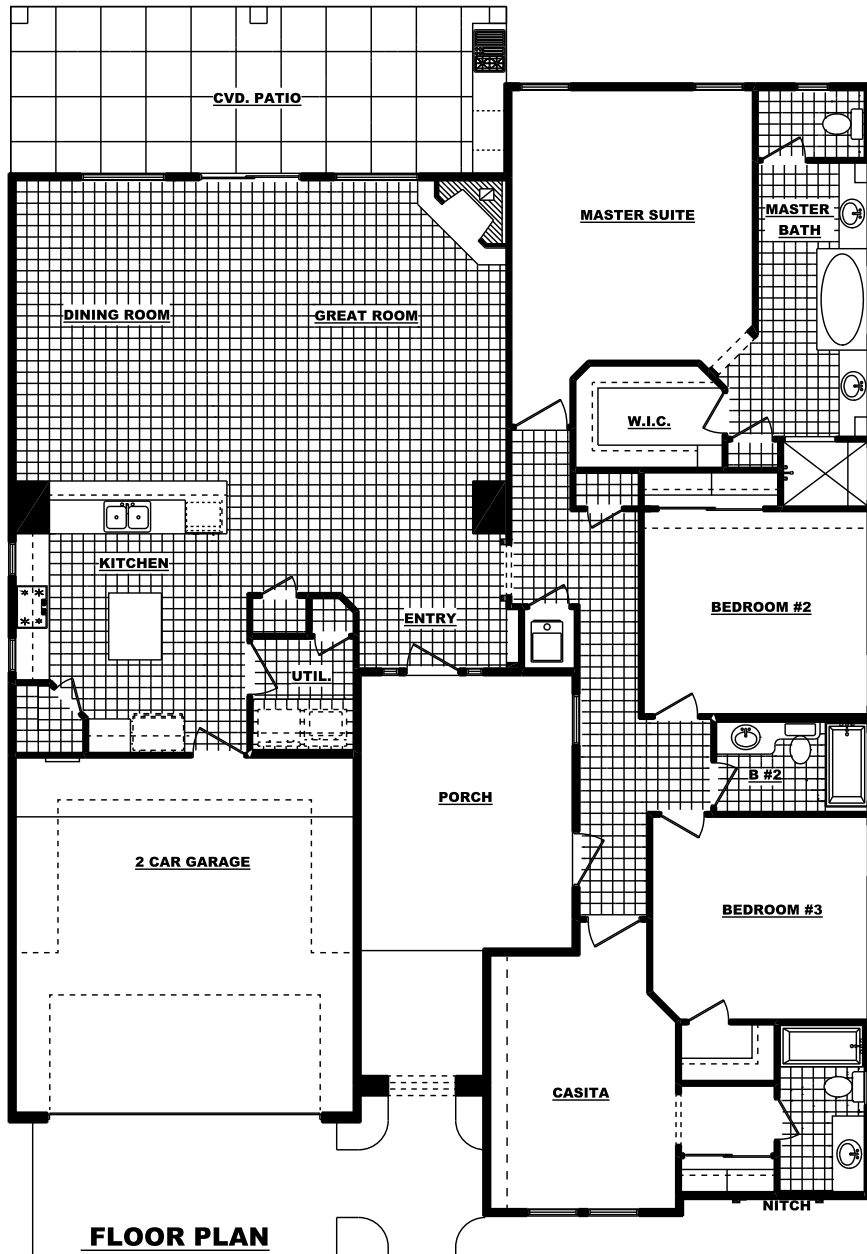 CVD. PATIO
MASTER SUITE
MASTER
BATH
DINING ROOM
GREAT ROOM
W.I.C.
KITCHEN
BEDROOM #2
ENTRY
UTIL.
B #2
PORCH
2 CAR GARAGE
BEDROOM #3
CASITA
NITCH
FLOOR PLAN